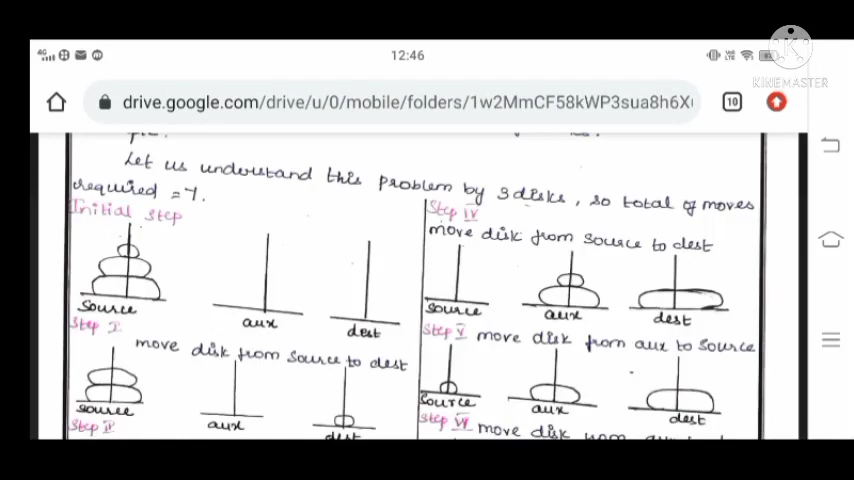 4G
12:46
KINEMASTER
drive.google.com/drive/u/0/mobile/folders/1w2MmCF58kWP3sua8h6X
10
Let us understand this problem by 3 disks, so total of moves
required = 7.
Initial step
source
aux
dest
Step I
move disk from source to dest
source
aux
dest
Step II
Step IV
move disk from source to dest
source
aux
dest
Step V move disk from aux to source
source
aux
dest
Step VI move disk from aux